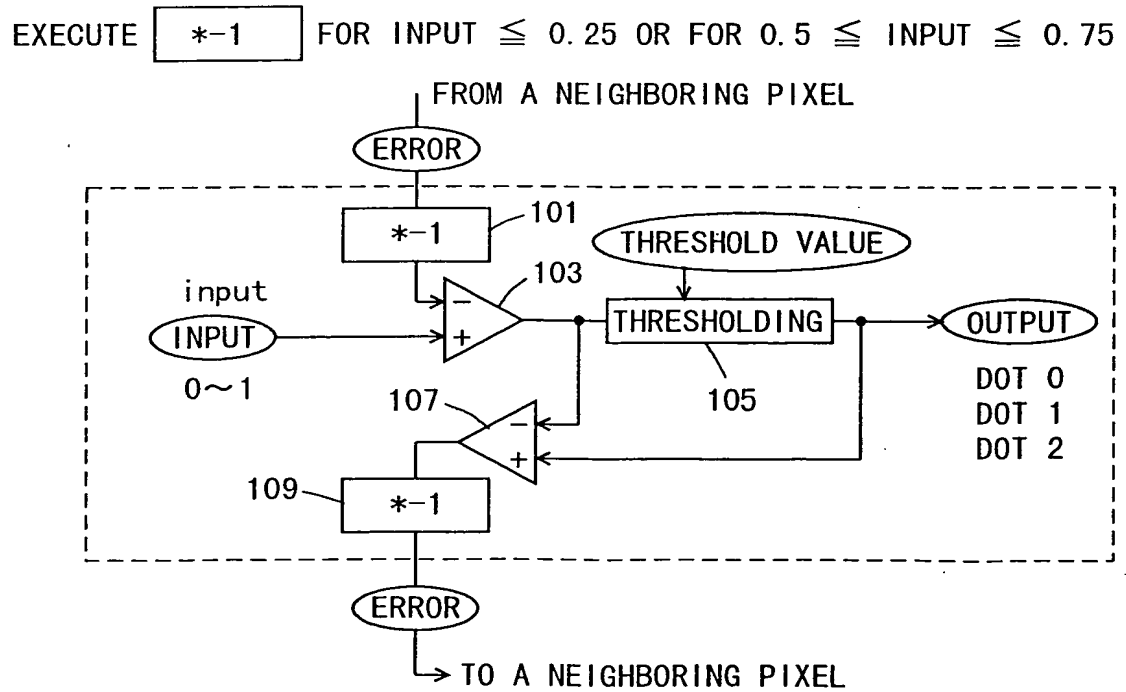 EXECUTE *-1 FOR INPUT ≦ 0.25 OR FOR 0.5 ≦ INPUT ≦ 0.75
FROM A NEIGHBORING PIXEL
ERROR
101
*-1
THRESHOLD VALUE
103
input
−
INPUT
+
THRESHOLDING
OUTPUT
0～1
107
105
DOT 0
DOT 1
DOT 2
−
+
109
*-1
ERROR
TO A NEIGHBORING PIXEL